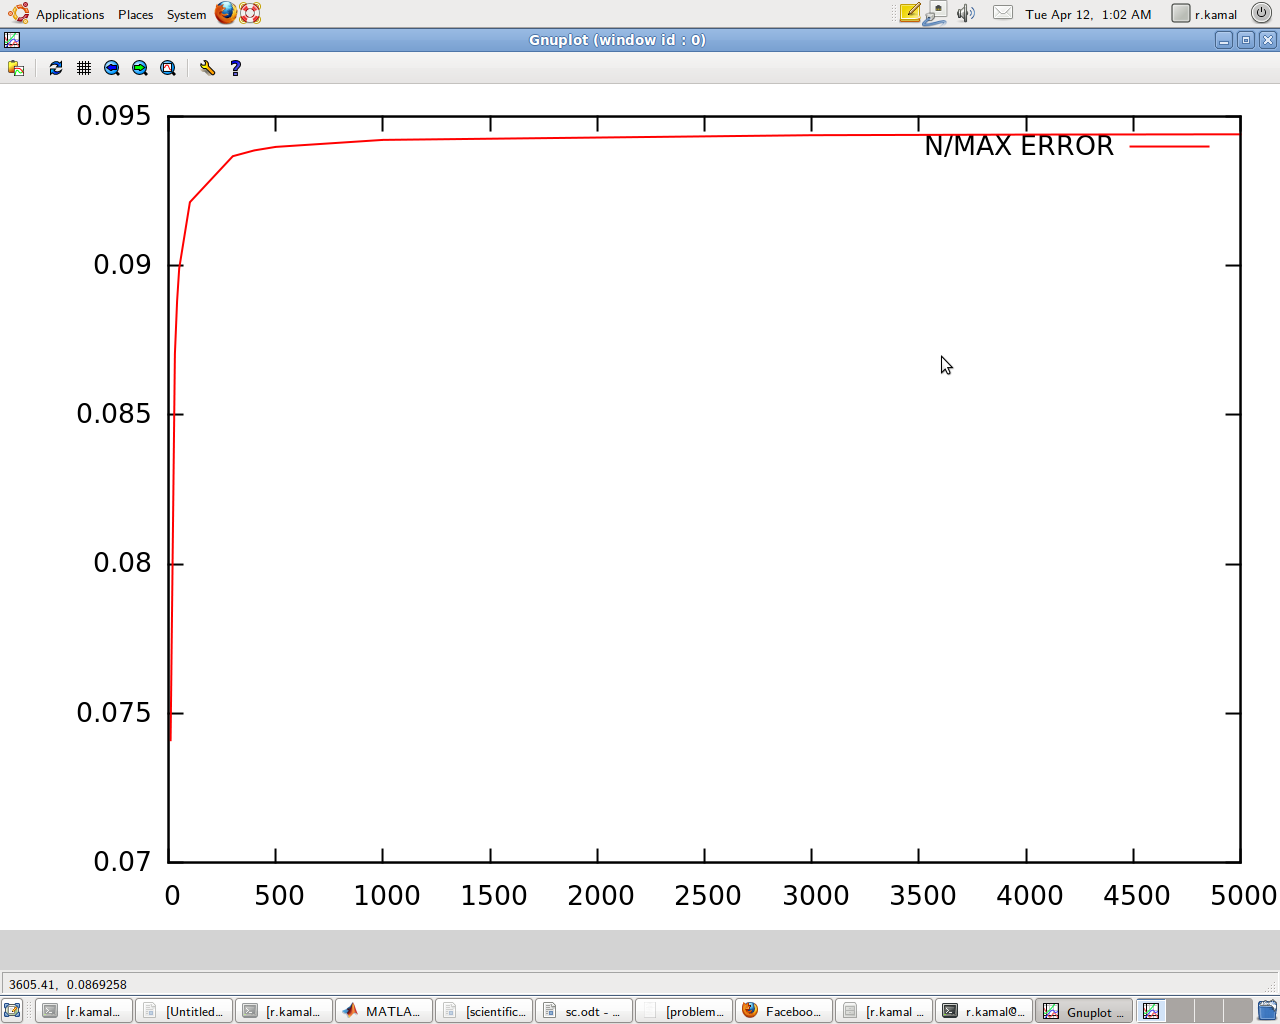 Applications Places System Tue Apr 12, 1:02 AM r.kamal
Gnuplot (window id : 0)
?
0.095
N/MAX ERROR
0.09
0.085
0.08
0.075
0.07
0 500 1000 1500 2000 2500 3000 3500 4000 4500 5000
3605.41, 0.0869258
[r.kamal... [Untitled... [r.kamal... MATLA... [scientific... sc.odt - ... [problem... Faceboo... [r.kamal ... r.kamal@... Gnuplot ...